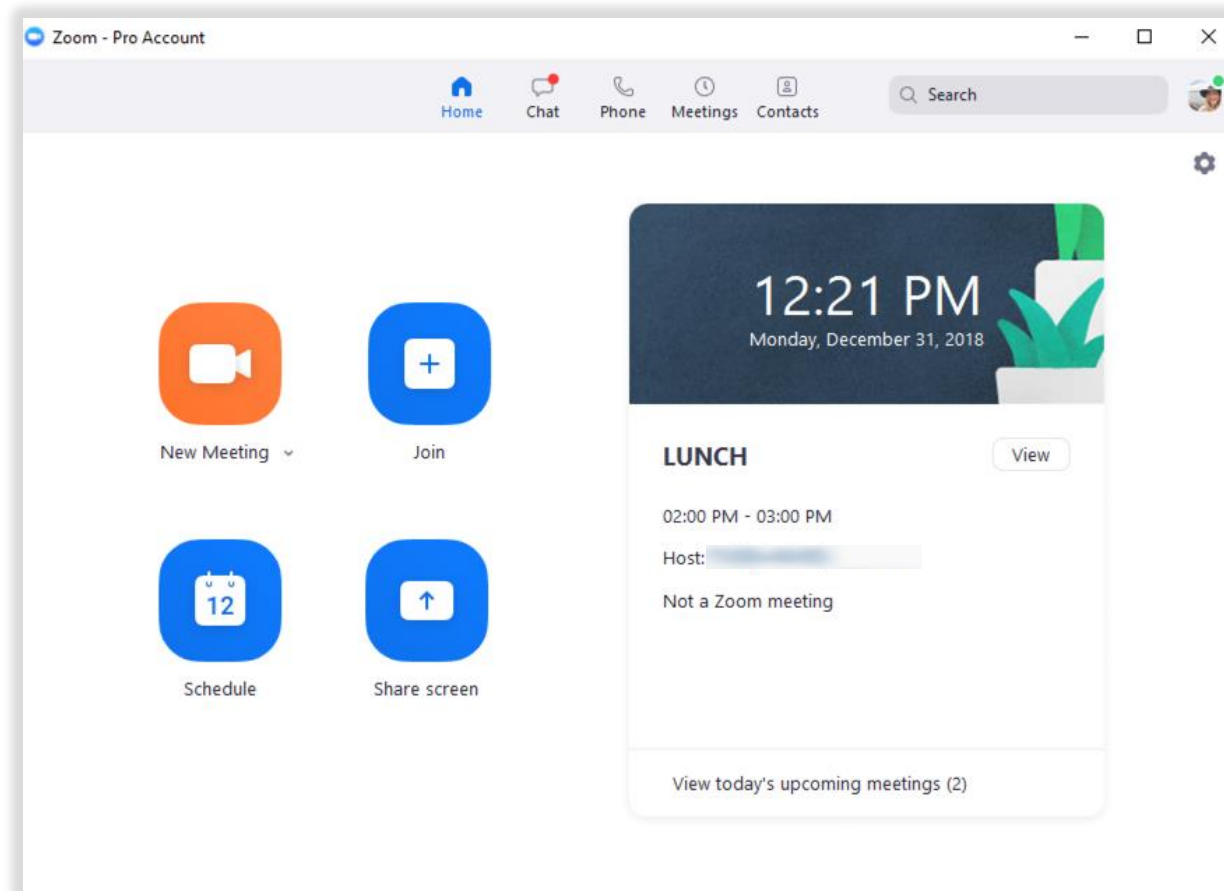 Zoom - Pro Account
Home
Chat
Phone
Meetings
Contacts
Search
12:21 PM
Monday, December 31, 2018
New Meeting
Join
LUNCH
View
02:00 PM - 03:00 PM
Host:
Not a Zoom meeting
12
Schedule
Share screen
View today's upcoming meetings (2)